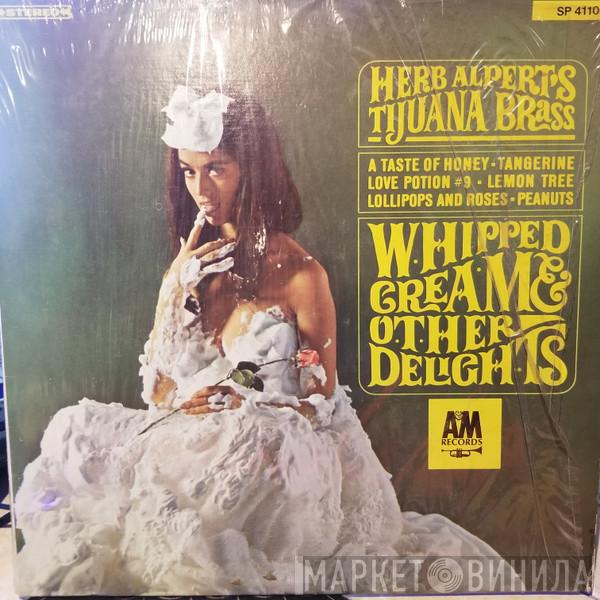 STEREO
SP 4110
HERB ALPERT'S
TIJUANA BRASS
A TASTE OF HONEY • TANGERINE
LOVE POTION #9 • LEMON TREE
LOLLIPOPS AND ROSES • PEANUTS
WHIPPED
CREAM &
OTHER
DELIGHTS
A&M
RECORDS
МАРКЕТ ВИНИЛА